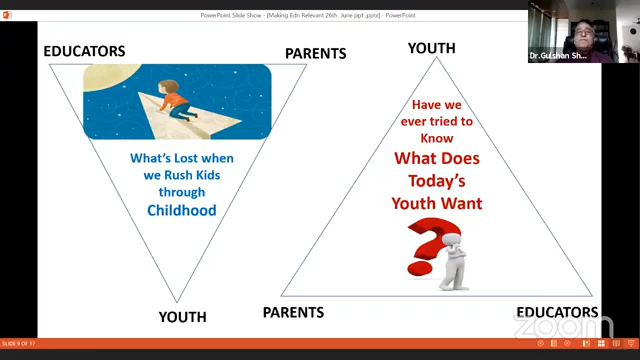 PowerPoint Slide Show - [Making Edn Relevant 26th June ppt .pptx] - PowerPoint
Dr.Gulshan Sh...
EDUCATORS
PARENTS
What's Lost when
we Rush Kids
through
Childhood
YOUTH
YOUTH
Have we
ever tried to
Know
What Does
Today's
Youth Want
?
PARENTS
EDUCATORS
zoom
SLIDE 9 OF 17